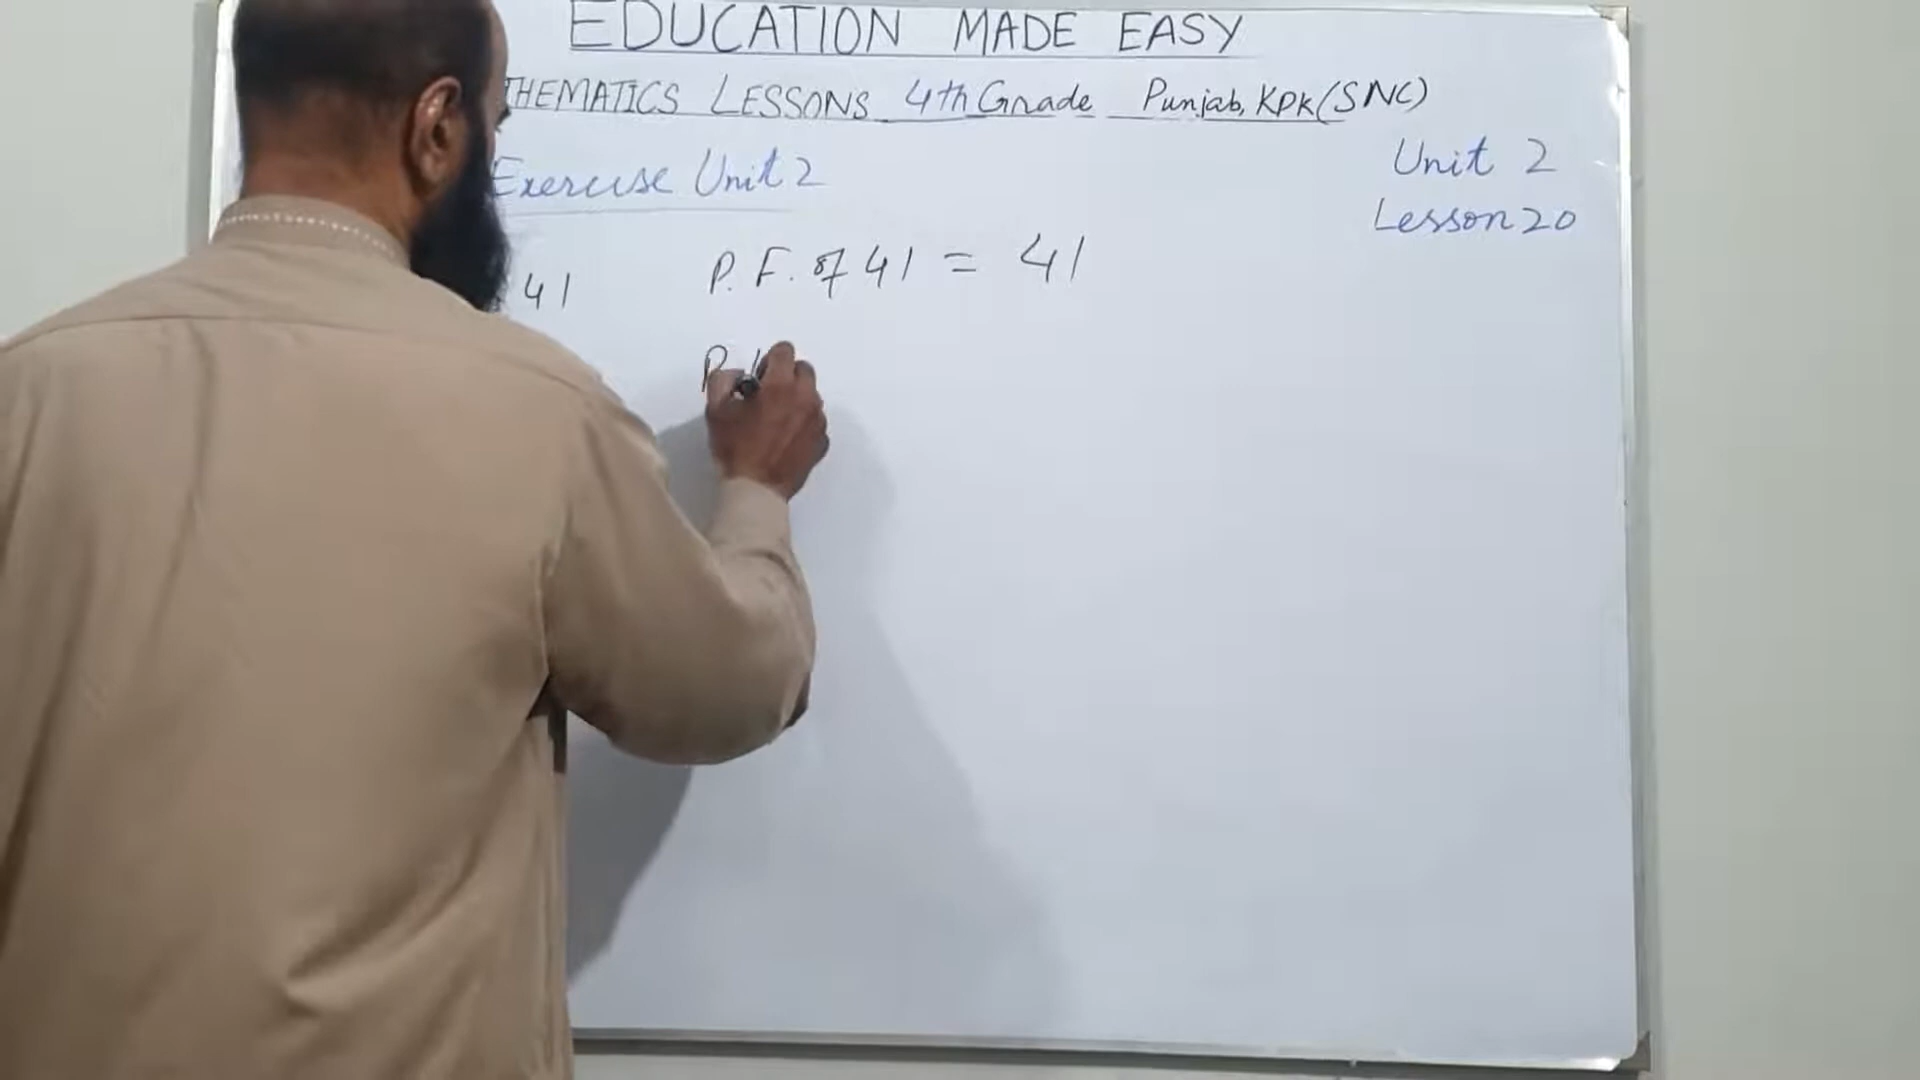 EDUCATION MADE EASY
THEMATICS LESSONS 4th Grade Punjab, KPK (SNC)
Exercise Unit 2
Unit 2
Lesson 20
41
P.F. of 41 = 41
P.